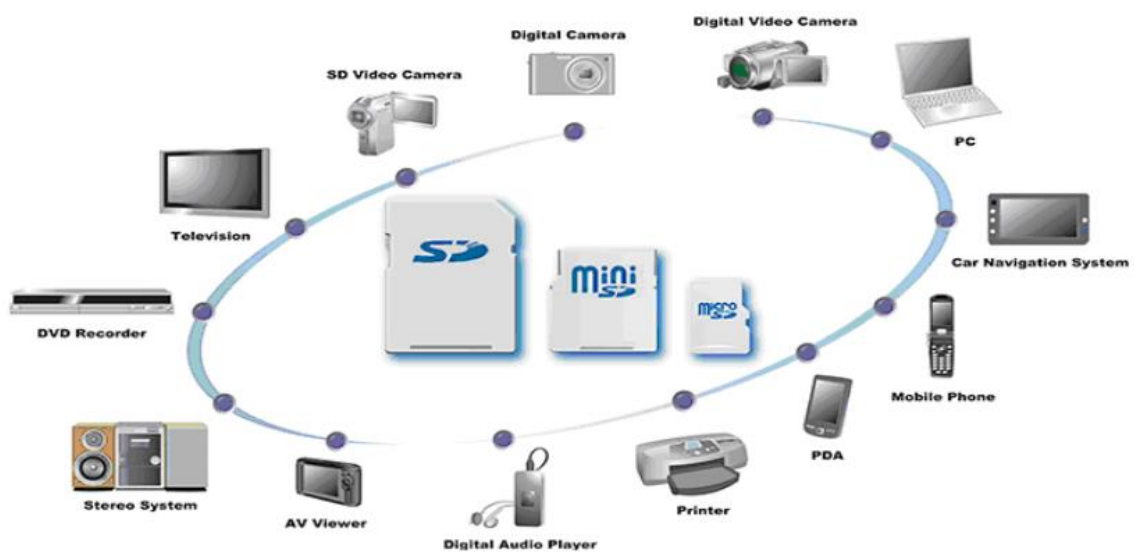 Digital Camera
Digital Video Camera
SD Video Camera
PC
Television
Car Navigation System
DVD Recorder
Mobile Phone
PDA
Stereo System
AV Viewer
Digital Audio Player
Printer
SD
mini
SD
micro
SD